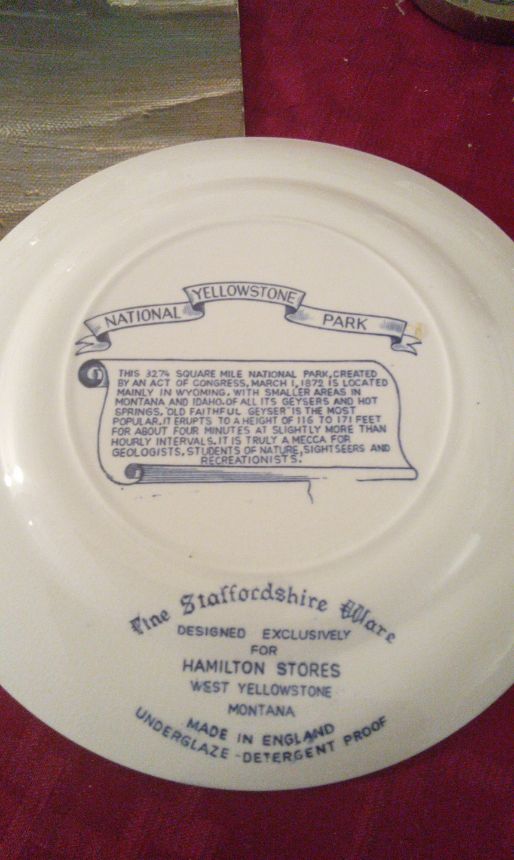 NATIONAL YELLOWSTONE PARK
THIS 3274 SQUARE MILE NATIONAL PARK, CREATED
BY AN ACT OF CONGRESS, MARCH 1, 1872 IS LOCATED
MAINLY IN WYOMING, WITH SMALLER AREAS IN
MONTANA AND IDAHO. OF ALL ITS GEYSERS AND HOT
SPRINGS, "OLD FAITHFUL GEYSER" IS THE MOST
POPULAR. IT ERUPTS TO A HEIGHT OF 116 TO 171 FEET
FOR ABOUT FOUR MINUTES AT SLIGHTLY MORE THAN
HOURLY INTERVALS. IT IS TRULY A MECCA FOR
GEOLOGISTS, STUDENTS OF NATURE, SIGHTSEERS AND
RECREATIONISTS.
Fine Staffordshire Ware
DESIGNED EXCLUSIVELY
FOR
HAMILTON STORES
WEST YELLOWSTONE
MONTANA
MADE IN ENGLAND
UNDERGLAZE - DETERGENT PROOF